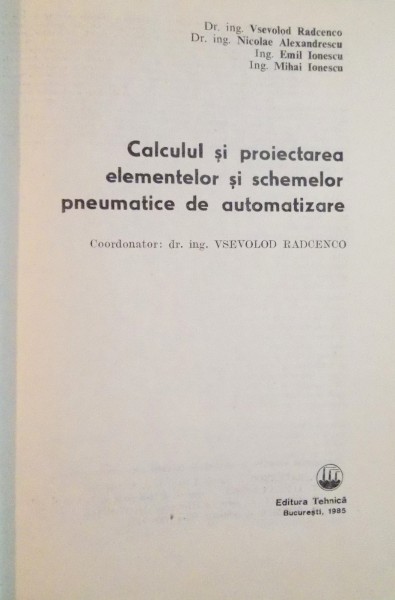 Dr. ing. Vsevolod Radcenco
Dr. ing. Nicolae Alexandrescu
Ing. Emil Ionescu
Ing. Mihai Ionescu
Calculul și proiectarea
elementelor și schemelor
pneumatice de automatizare
Coordonator: dr. ing. VSEVOLOD RADCENCO
Editura Tehnică
București, 1985